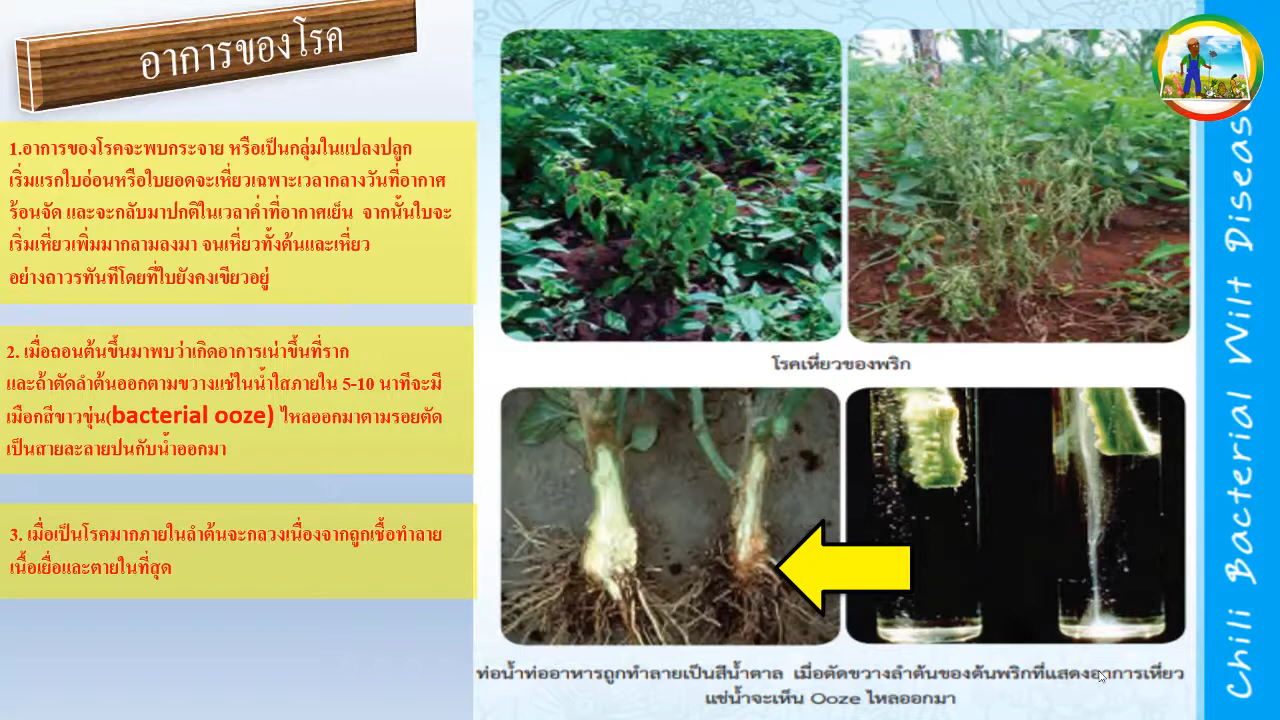 อาการของโรค
1.อาการของโรคจะพบกระจาย หรือเป็นกลุ่มในแปลงปลูก
เริ่มแรกใบอ่อนหรือใบยอดจะเหี่ยวเฉพาะเวลากลางวันที่อากาศ
ร้อนจัด และจะกลับมาปกติในเวลาค่ำที่อากาศเย็น จากนั้นใบจะ
เริ่มเหี่ยวเพิ่มมากลามลงมา จนเหี่ยวทั้งต้นและเหี่ยว
อย่างถาวรทันทีโดยที่ใบยังคงเขียวอยู่
2. เมื่อถอนต้นขึ้นมาพบว่าเกิดอาการเน่าขึ้นที่ราก
และถ้าตัดลำต้นออกตามขวางแช่ในน้ำใสภายใน 5-10 นาทีจะมี
เมือกสีขาวขุ่น(bacterial ooze) ไหลออกมาตามรอยตัด
เป็นสายละลายปนกับน้ำออกมา
3. เมื่อเป็นโรคมากภายในลำต้นจะกลวงเนื่องจากถูกเชื้อทำลาย
เนื้อเยื่อและตายในที่สุด
โรคเหี่ยวของพริก
ท่อน้ำท่ออาหารถูกทำลายเป็นสีน้ำตาล เมื่อตัดขวางลำต้นของต้นพริกที่แสดงอาการเหี่ยว
แช่น้ำจะเห็น Ooze ไหลออกมา
Chili Bacterial Wilt Diseas